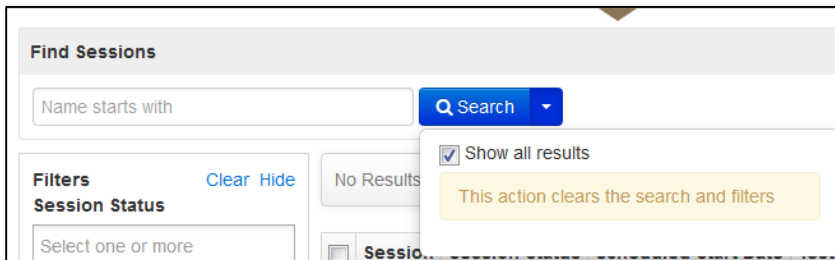 Find Sessions
Name starts with
Search
Show all results
This action clears the search and filters
Filters Clear Hide
Session Status
Select one or more
No Results
Session Session Status Scheduled Start Date